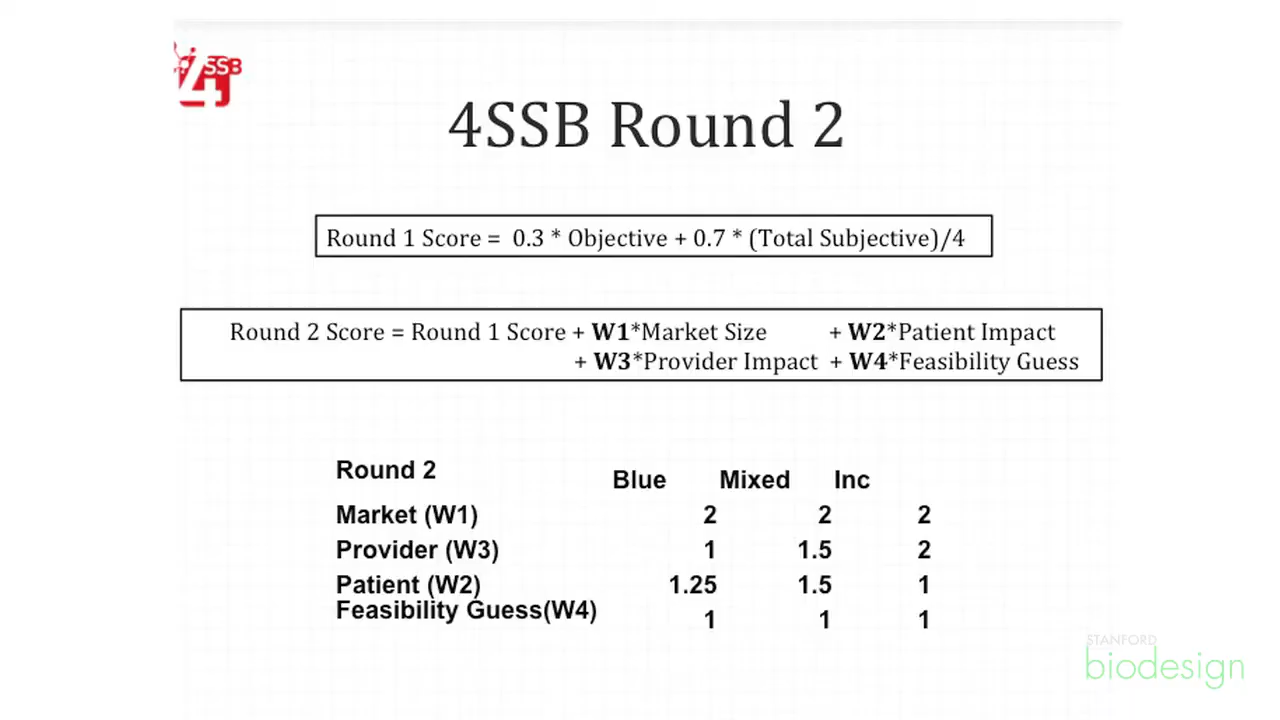 4SSB
4SSB Round 2
Round 1 Score = 0.3 * Objective + 0.7 * (Total Subjective)/4
Round 2 Score = Round 1 Score + W1*Market Size + W2*Patient Impact
+ W3*Provider Impact + W4*Feasibility Guess
Round 2 Blue Mixed Inc
Market (W1) 2 2 2
Provider (W3) 1 1.5 2
Patient (W2) 1.25 1.5 1
Feasibility Guess(W4) 1 1 1
STANFORD
biodesign